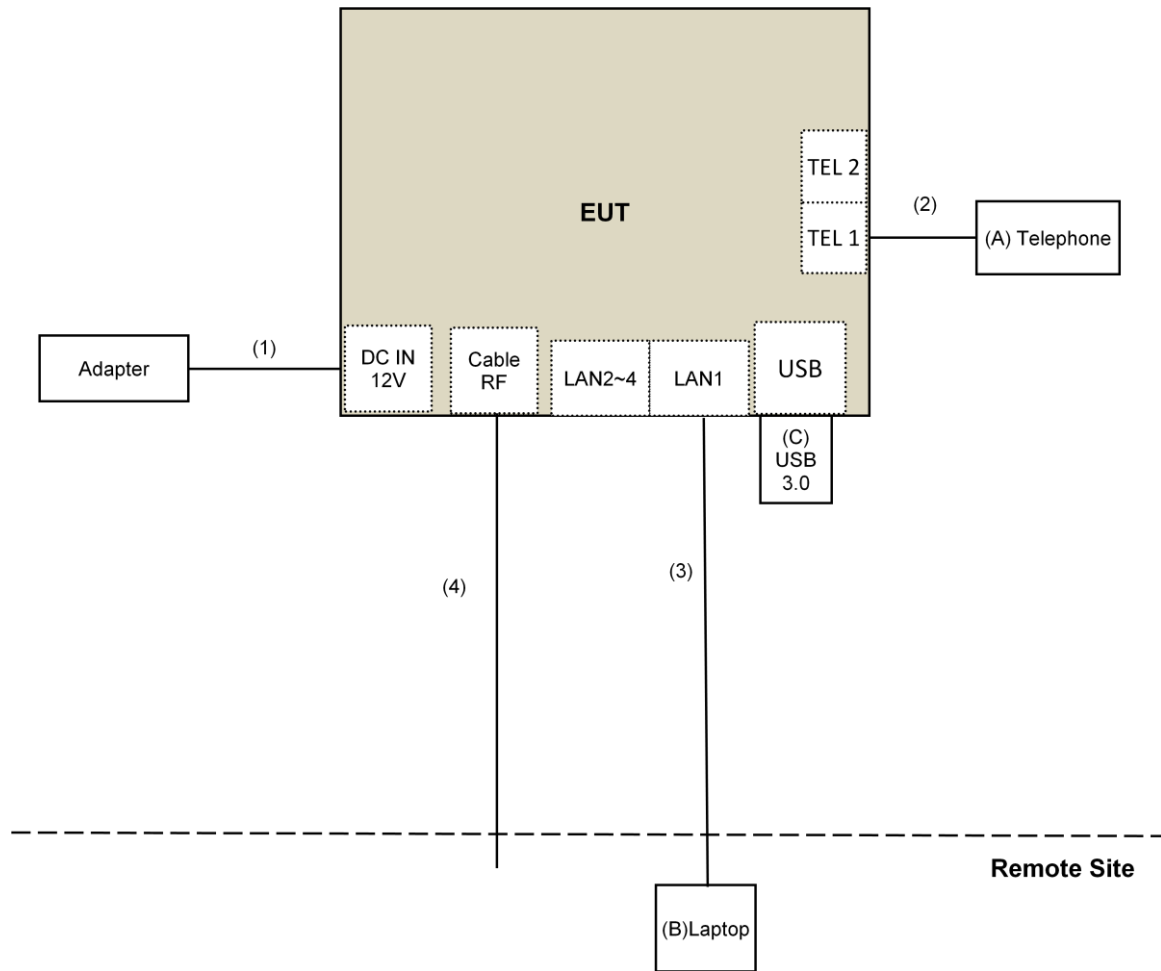 TEL 2
(2)
EUT
TEL 1
(A) Telephone
(1)
Adapter
DC IN
12V
Cable
RF
LAN2~4
LAN1
USB
(C)
USB
3.0
(4)
(3)
Remote Site
(B)Laptop